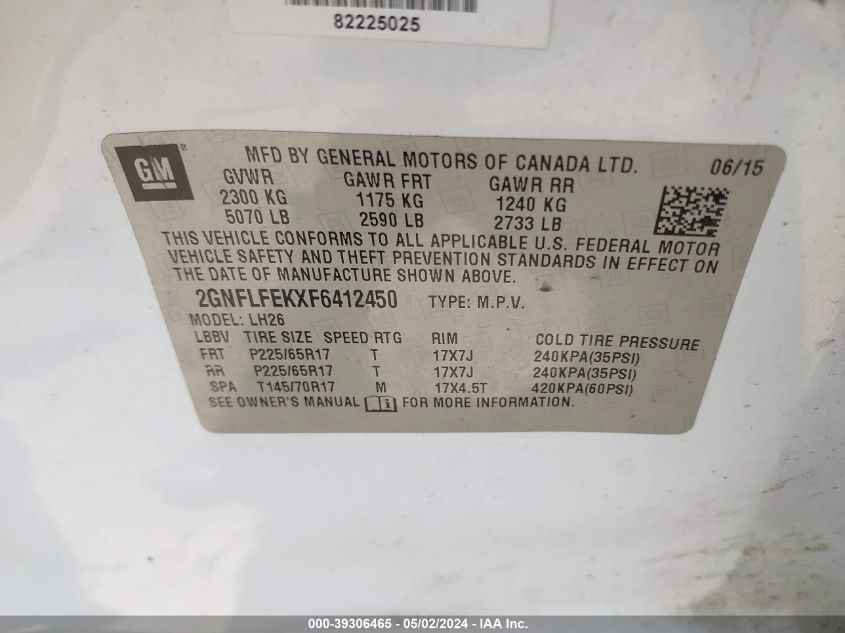 82225025
GM ® MFD BY GENERAL MOTORS OF CANADA LTD. 06/15
GVWR GAWR FRT GAWR RR
2300 KG 1175 KG 1240 KG
5070 LB 2590 LB 2733 LB
THIS VEHICLE CONFORMS TO ALL APPLICABLE U.S. FEDERAL MOTOR
VEHICLE SAFETY AND THEFT PREVENTION STANDARDS IN EFFECT ON
THE DATE OF MANUFACTURE SHOWN ABOVE.
2GNFLFEKXF6412450 TYPE: M.P.V.
MODEL: LH26
LBBV TIRE SIZE SPEED RTG RIM COLD TIRE PRESSURE
FRT P225/65R17 T 17X7J 240KPA(35PSI)
RR P225/65R17 T 17X7J 240KPA(35PSI)
SPA T145/70R17 M 17X4.5T 420KPA(60PSI)
SEE OWNER'S MANUAL FOR MORE INFORMATION.
000-39306465 - 05/02/2024 - IAA Inc.